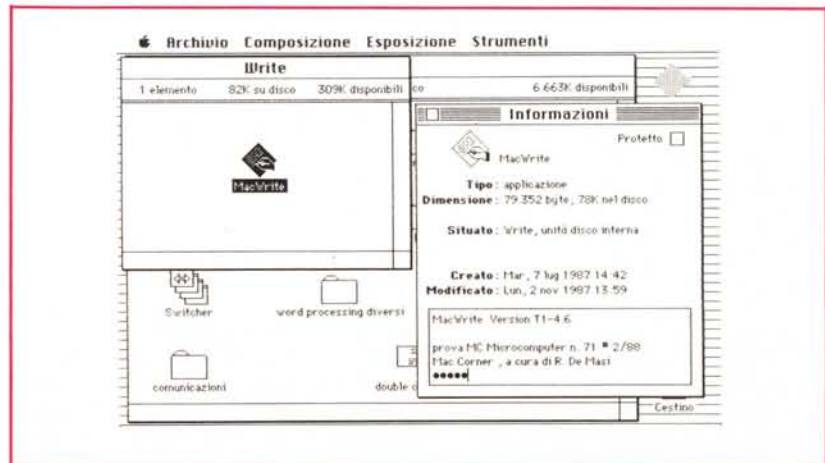 Archivio Composizione Esposizione Strumenti
Write
1 elemento 82K su disco 309K disponibili
MacWrite
co 6.663K disponibili
Switcher
word processing diversi
comunicazioni
double c
Informazioni
Protetto
MacWrite
Tipo : applicazione
Dimensione : 79.352 byte, 78K nel disco
Situato : Write, unità disco interna
Creato : Mar, 7 lug 1987 14:42
Modificato : Lun, 2 nov 1987 13:59
MacWrite Version T1-4.6
prova MC Microcomputer n. 71 * 2/88
Mac Corner , a cura di R. De Masi
●●●●●
Cestino